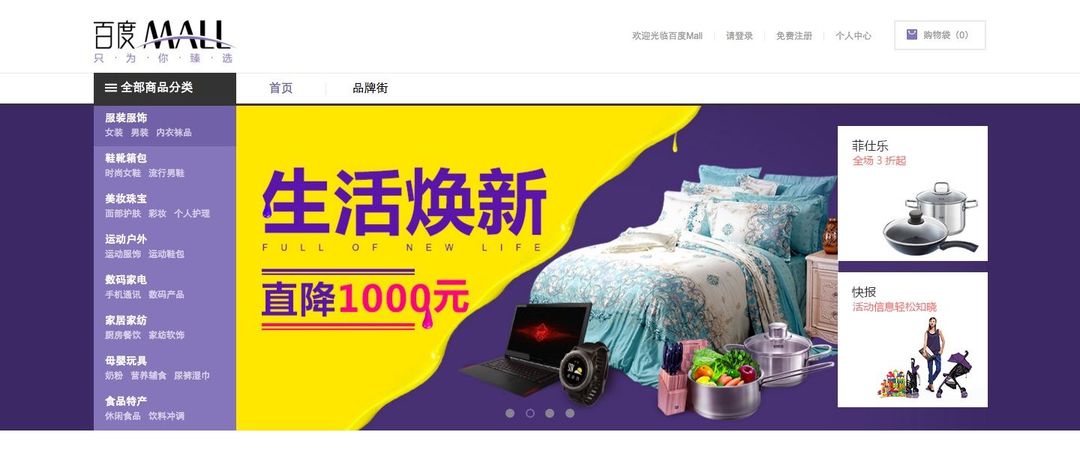 百度MALL
只·为·你·臻·选
欢迎光临百度Mall
请登录
免费注册
个人中心
购物袋（0）
全部商品分类
首页
品牌街
服装服饰
女装 男装 内衣袜品
鞋靴箱包
时尚女鞋 流行男鞋
美妆珠宝
面部护肤 彩妆 个人护理
运动户外
运动服饰 运动鞋包
数码家电
手机通讯 数码产品
家居家纺
厨房餐饮 家纺软饰
母婴玩具
奶粉 营养辅食 尿裤湿巾
食品特产
休闲食品 饮料冲调
生活焕新
FULL OF NEW LIFE
直降1000元
菲仕乐
全场 3 折起
快报
活动信息轻松知晓